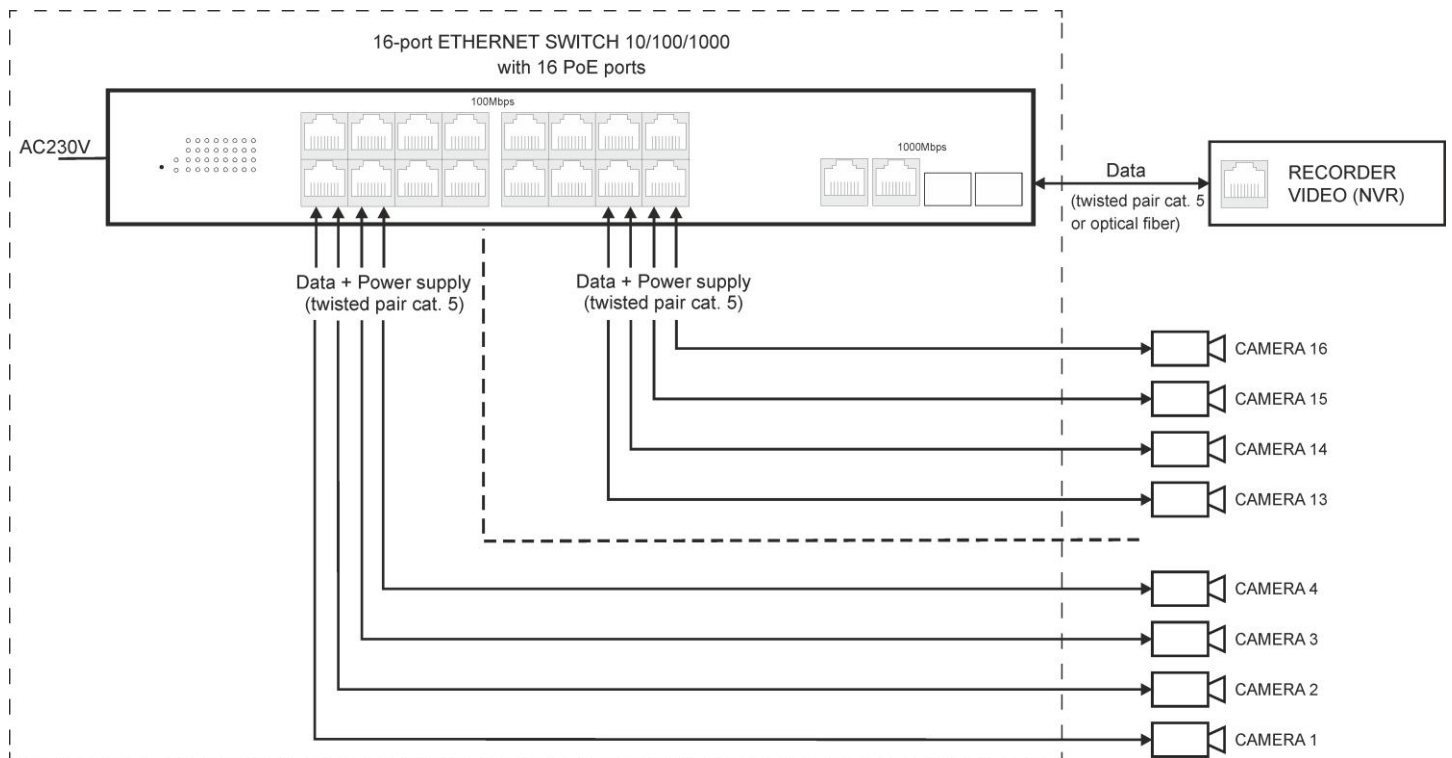 16-port ETHERNET SWITCH 10/100/1000
with 16 PoE ports
100Mbps
AC230V
1000Mbps
Data
(twisted pair cat. 5
or optical fiber)
RECORDER
VIDEO (NVR)
Data + Power supply
(twisted pair cat. 5)
Data + Power supply
(twisted pair cat. 5)
CAMERA 16
CAMERA 15
CAMERA 14
CAMERA 13
CAMERA 4
CAMERA 3
CAMERA 2
CAMERA 1